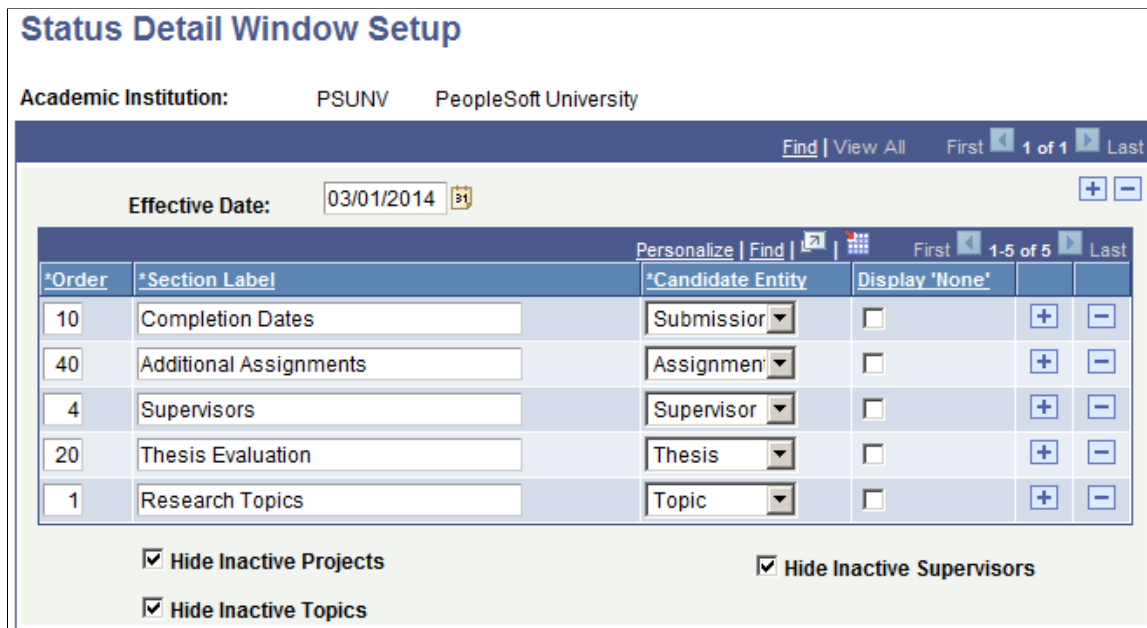 Status Detail Window Setup
Academic Institution: PSUNV PeopleSoft University
Find | View All First 1 of 1 Last
Effective Date: 03/01/2014 31
Personalize | Find | | First 1-5 of 5 Last
*Order *Section Label *Candidate Entity Display 'None'
10 Completion Dates Submission
40 Additional Assignments Assignment
4 Supervisors Supervisor
20 Thesis Evaluation Thesis
1 Research Topics Topic
Hide Inactive Projects Hide Inactive Supervisors
Hide Inactive Topics